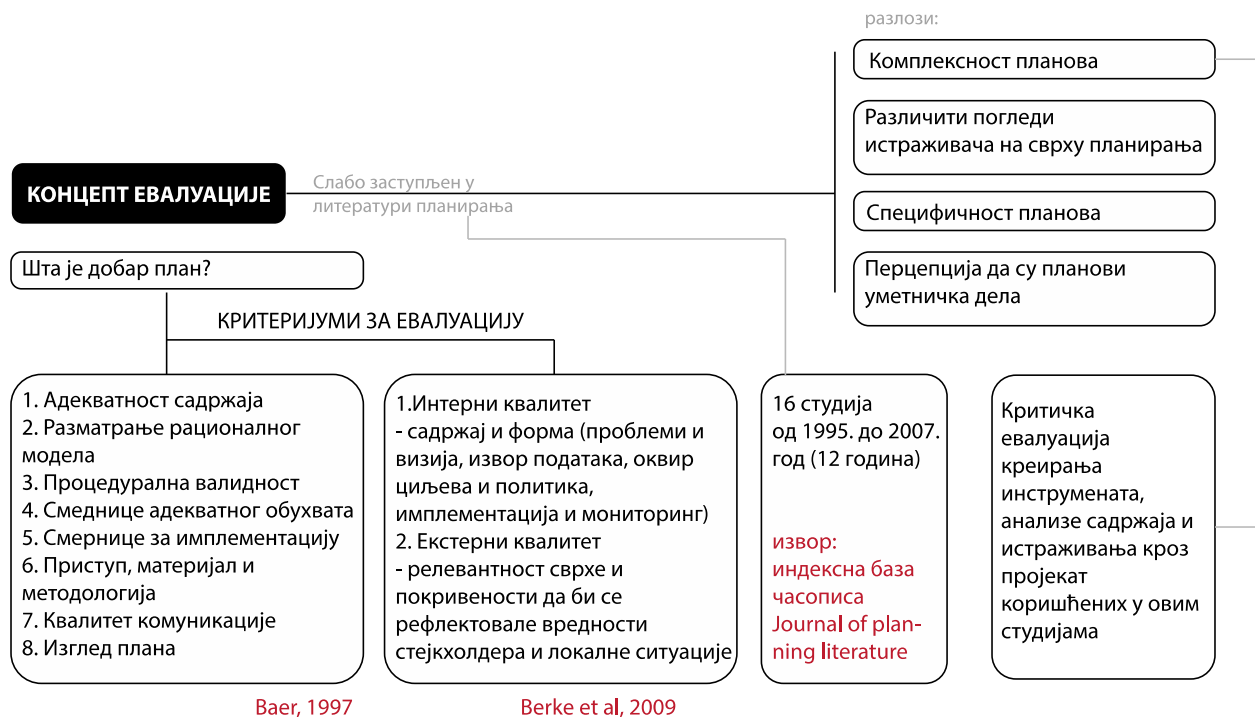 разлози:
Комплексност планова
Различити погледи
истраживача на сврху планирања
КОНЦЕПТ ЕВАЛУАЦИЈЕ
Слабо заступљен у
литератури планирања
Специфичност планова
Перцепција да су планови
уметничка дела
Шта је добар план?
КРИТЕРИЈУМИ ЗА ЕВАЛУАЦИЈУ
1. Адекватност садржаја
2. Разматрање рационалног
модела
3. Процедурална валидност
4. Смеднице адекватног обухвата
5. Смернице за имплементацију
6. Приступ, материјал и
методологија
7. Квалитет комуникације
8. Изглед плана
Baer, 1997
1.Интерни квалитет
- садржај и форма (проблеми и
визија, извор података, оквир
циљева и политика,
имплементација и мониторинг)
2. Екстерни квалитет
- релевантност сврхе и
покривености да би се
рефлектовале вредности
стејкхолдера и локалне ситуације
Berke et al, 2009
16 студија
од 1995. до 2007.
год (12 година)
извор:
индексна база
часописа
Journal of plan-
ning literature
Критичка
евалуација
креирања
инструмената,
анализе садржаја и
истраживања кроз
пројекат
коришћених у овим
студијама